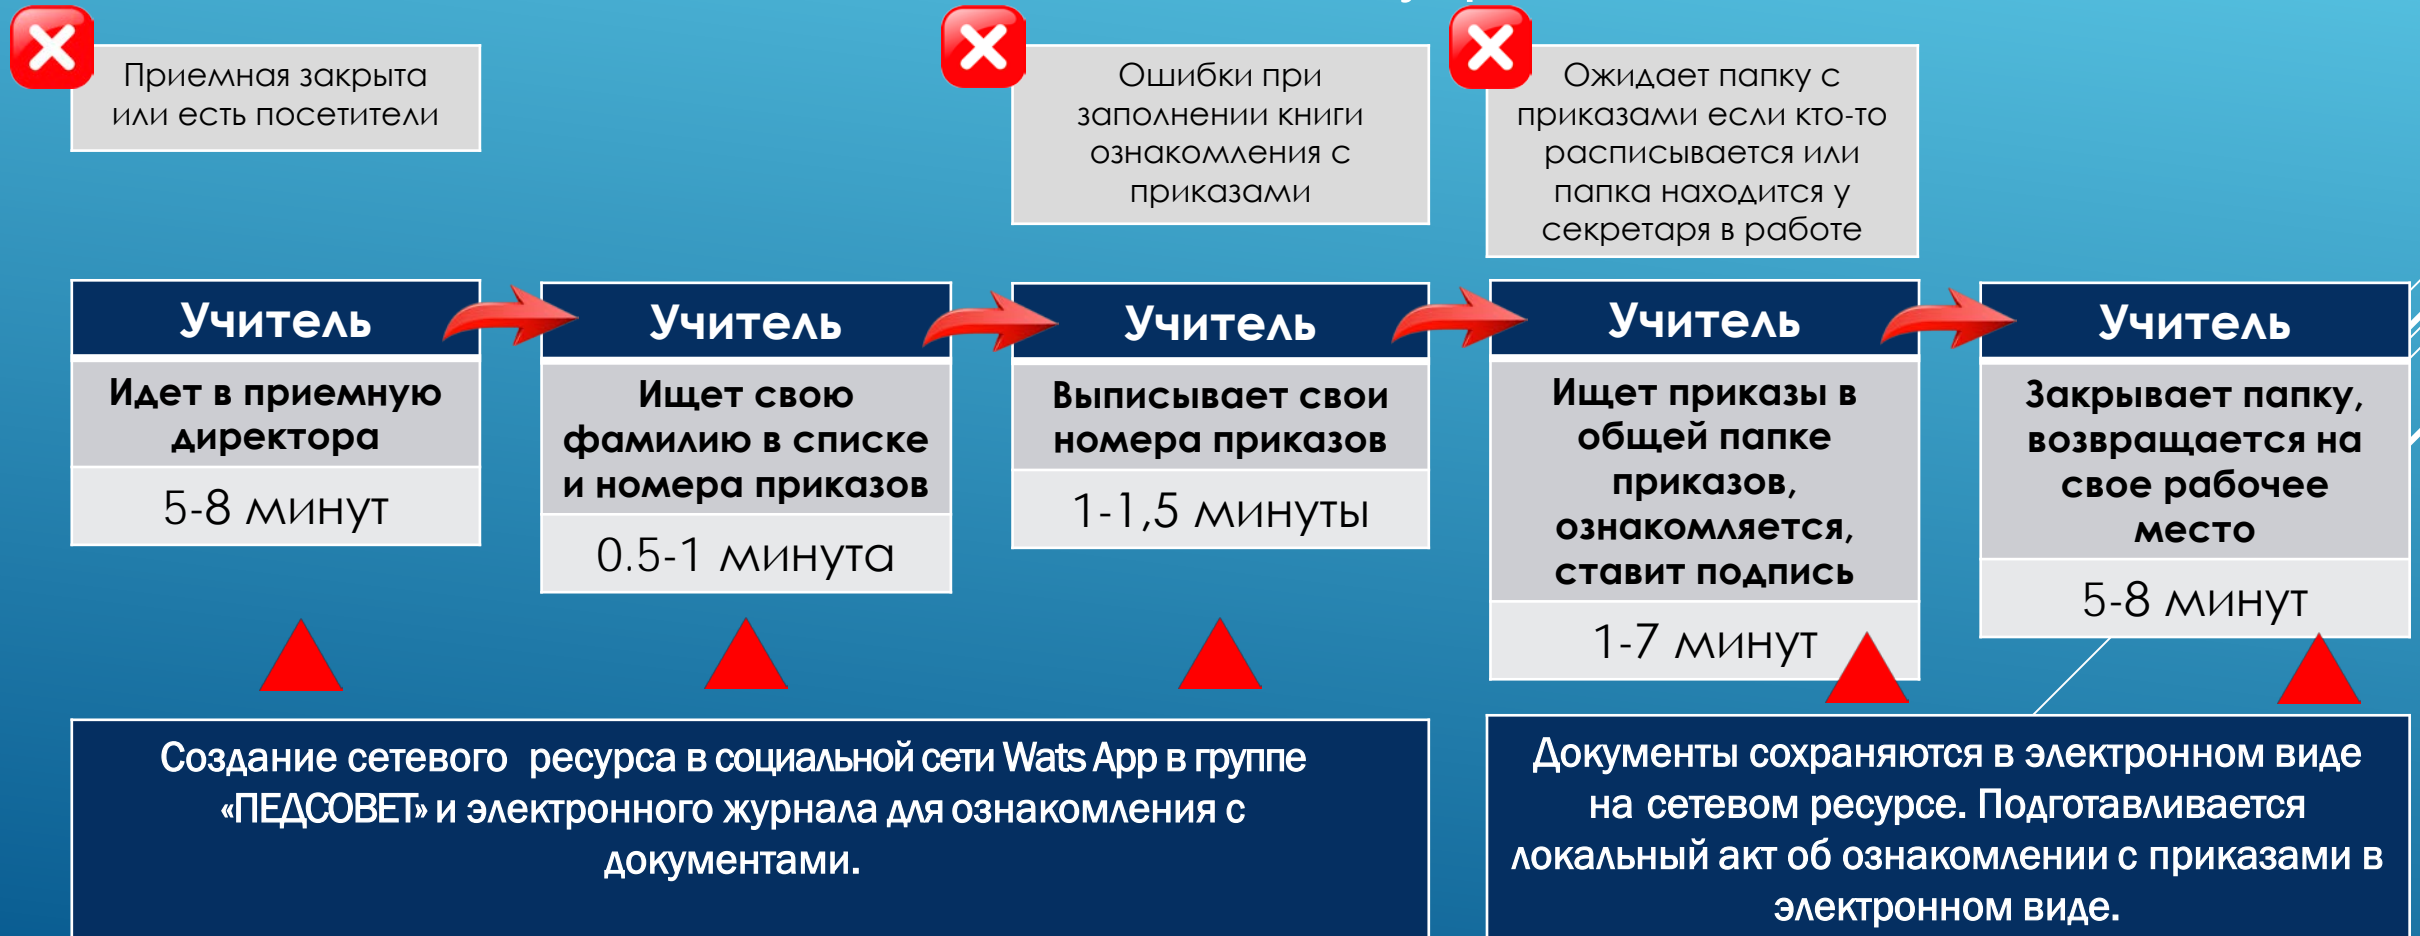 Приемная закрыта
или есть посетители
Ошибки при
заполнении книги
ознакомления с
приказами
Ожидает папку с
приказами если кто-то
расписывается или
папка находится у
секретаря в работе
Учитель
Идет в приемную
директора
5-8 минут
Учитель
Ищет свою
фамилию в списке
и номера приказов
0.5-1 минута
Учитель
Выписывает свои
номера приказов
1-1,5 минуты
Учитель
Ищет приказы в
общей папке
приказов,
ознакомляется,
ставит подпись
1-7 минут
Учитель
Закрывает папку,
возвращается на
свое рабочее
место
5-8 минут
Создание сетевого ресурса в социальной сети Wats App в группе
«ПЕДСОВЕТ» и электронного журнала для ознакомления с
документами.
Документы сохраняются в электронном виде
на сетевом ресурсе. Подготавливается
локальный акт об ознакомлении с приказами в
электронном виде.